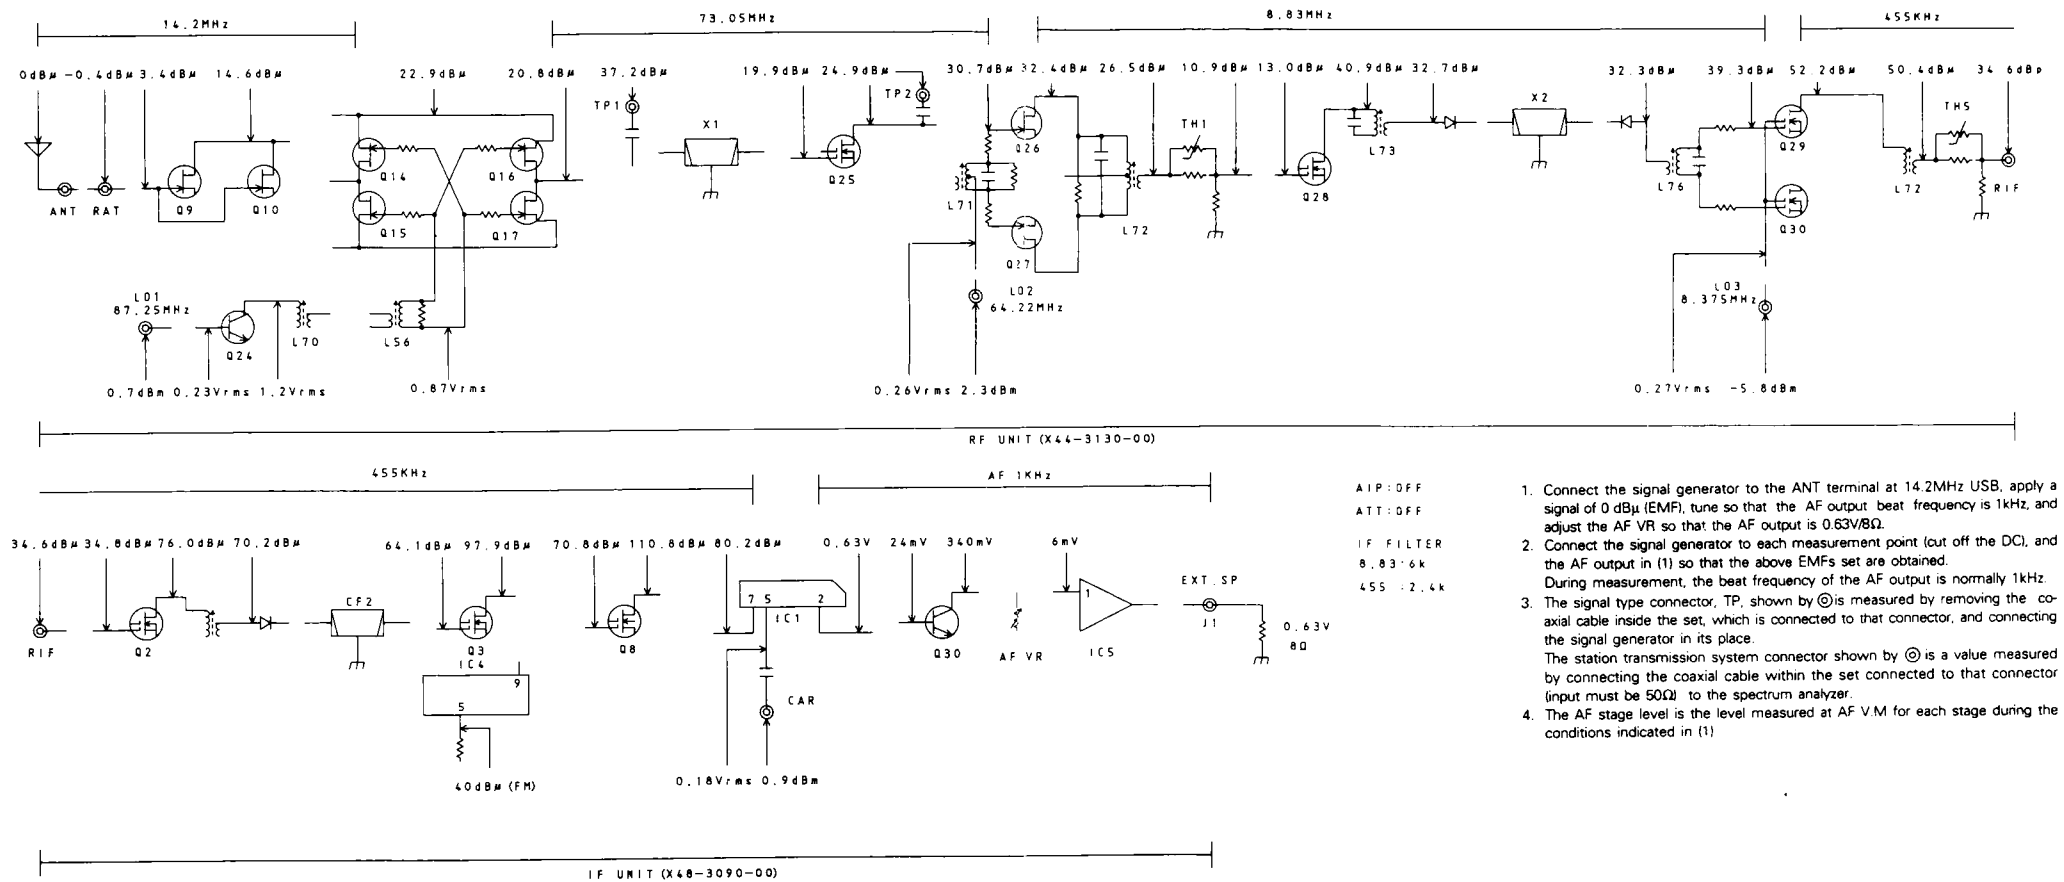 14.2MHz
73.05MHz
8.83MHz
455KHz
0dBμ -0.4dBμ 3.4dBμ 14.6dBμ 22.9dBμ 20.8dBμ 37.2dBμ 19.9dBμ 24.9dBμ 30.7dBμ 32.4dBμ 26.5dBμ 10.9dBμ 13.0dBμ 40.9dBμ 32.7dBμ 32.3dBμ 39.3dBμ 52.2dBμ 50.4dBμ 34.6dBμ
TP1
TP2
X1
TH1
X2
TH5
ANT RAT Q9 Q10
Q14 Q16
Q15 Q17
Q25
Q26
L71
Q27
L72
Q28
L73
L76
Q29
Q30
L72
RIF
LO1
87.25MHz
Q24
L70
L56
LO2
64.22MHz
LO3
8.375MHz
0.7dBm 0.23Vrms 1.2Vrms
0.87Vrms
0.26Vrms 2.3dBm
0.27Vrms -5.8dBm
RF UNIT (X44-3130-00)
455KHz
AF 1KHz
34.6dBμ 34.8dBμ 76.0dBμ 70.2dBμ 64.1dBμ 97.9dBμ 70.8dBμ 110.8dBμ 80.2dBμ 0.63V 24mV 340mV 6mV
RIF
Q2
CF2
Q3
IC4
9
5
40dBμ (FM)
Q8
7 5 2
IC1
CAR
0.18Vrms 0.9dBm
Q30
AF VR
1
IC5
EXT.SP
J1
0.63V
8Ω
AIP:OFF
ATT:OFF
IF FILTER
8.83:6k
455 :2.4k
IF UNIT (X48-3090-00)
1. Connect the signal generator to the ANT terminal at 14.2MHz USB, apply a
signal of 0 dBμ (EMF), tune so that the AF output beat frequency is 1kHz, and
adjust the AF VR so that the AF output is 0.63V/8Ω.
2. Connect the signal generator to each measurement point (cut off the DC), and
the AF output in (1) so that the above EMFs set are obtained.
During measurement, the beat frequency of the AF output is normally 1kHz.
3. The signal type connector, TP, shown by ◎ is measured by removing the co-
axial cable inside the set, which is connected to that connector, and connecting
the signal generator in its place.
The station transmission system connector shown by ◎ is a value measured
by connecting the coaxial cable within the set connected to that connector
(input must be 50Ω) to the spectrum analyzer.
4. The AF stage level is the level measured at AF V.M for each stage during the
conditions indicated in (1)